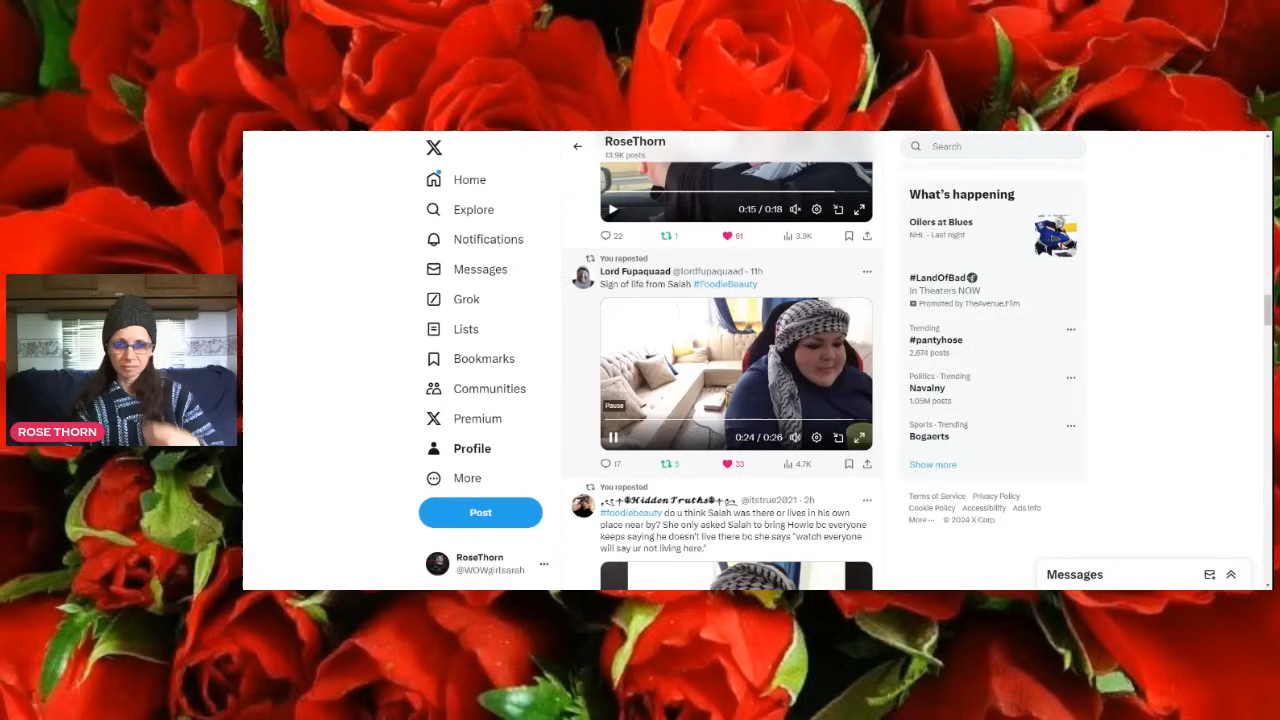 RoseThorn
13.9K posts
Search
Home
Explore
Notifications
Messages
Grok
Lists
Bookmarks
Communities
Premium
Profile
More
Post
RoseThorn
@WOWgirlsarah
0:15 / 0:18
22
1
61
3.9K
You reposted
Lord Fupaquaad @lordfupaquaad · 11h
Sign of life from Salah #FoodieBeauty
Pause
0:24 / 0:26
17
5
33
4.7K
You reposted
Hidden Truths @itstrue2021 · 2h
#foodiebeauty do u think Salah was there or lives in his own
place near by? She only asked Salah to bring Howie bc everyone
keeps saying he doesn't live there bc she says "watch everyone
will say ur not living here."
What's happening
Oilers at Blues
NHL · Last night
#LandOfBad
In Theaters NOW
Promoted by TheAvenue.Film
Trending
#pantyhose
2,674 posts
Politics · Trending
Navalny
1.05M posts
Sports · Trending
Bogaerts
Show more
Terms of Service Privacy Policy
Cookie Policy Accessibility Ads Info
More ··· © 2024 X Corp.
Messages
ROSE THORN